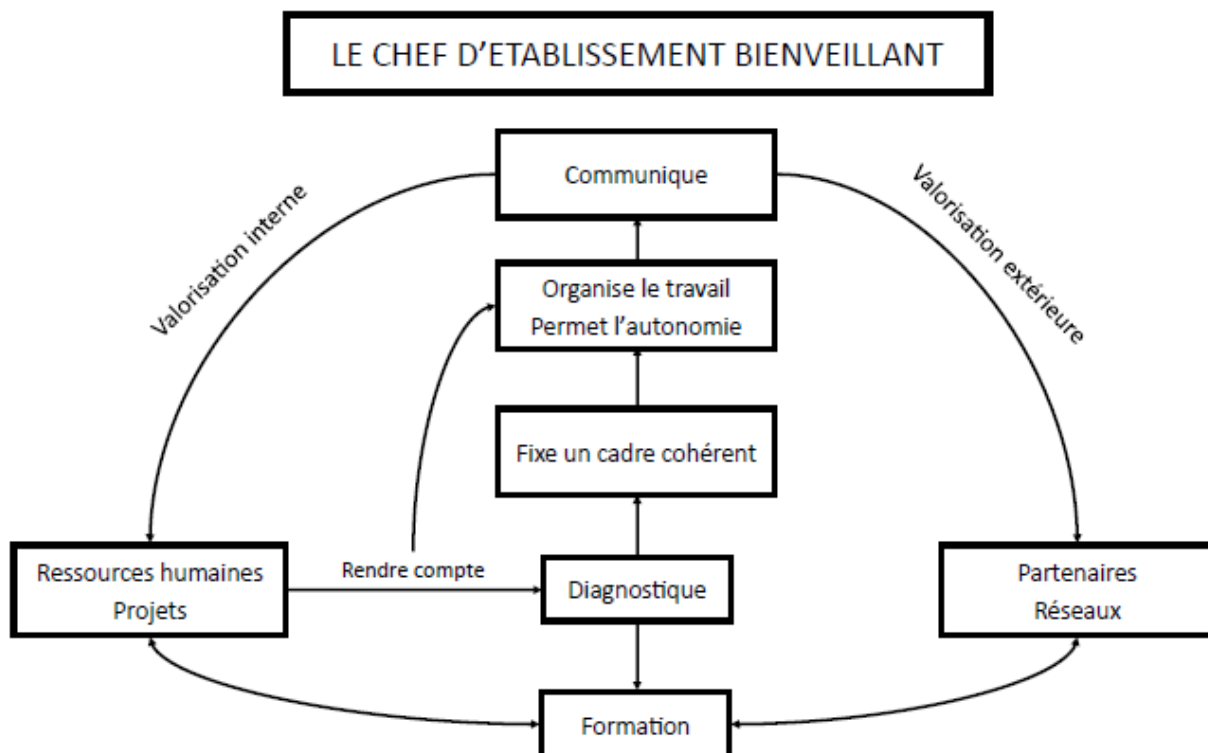 LE CHEF D’ETABLISSEMENT BIENVEILLANT
Communique
Valorisation interne
Valorisation extérieure
Organise le travail
Permet l’autonomie
Fixe un cadre cohérent
Ressources humaines
Projets
Rendre compte
Diagnostique
Partenaires
Réseaux
Formation